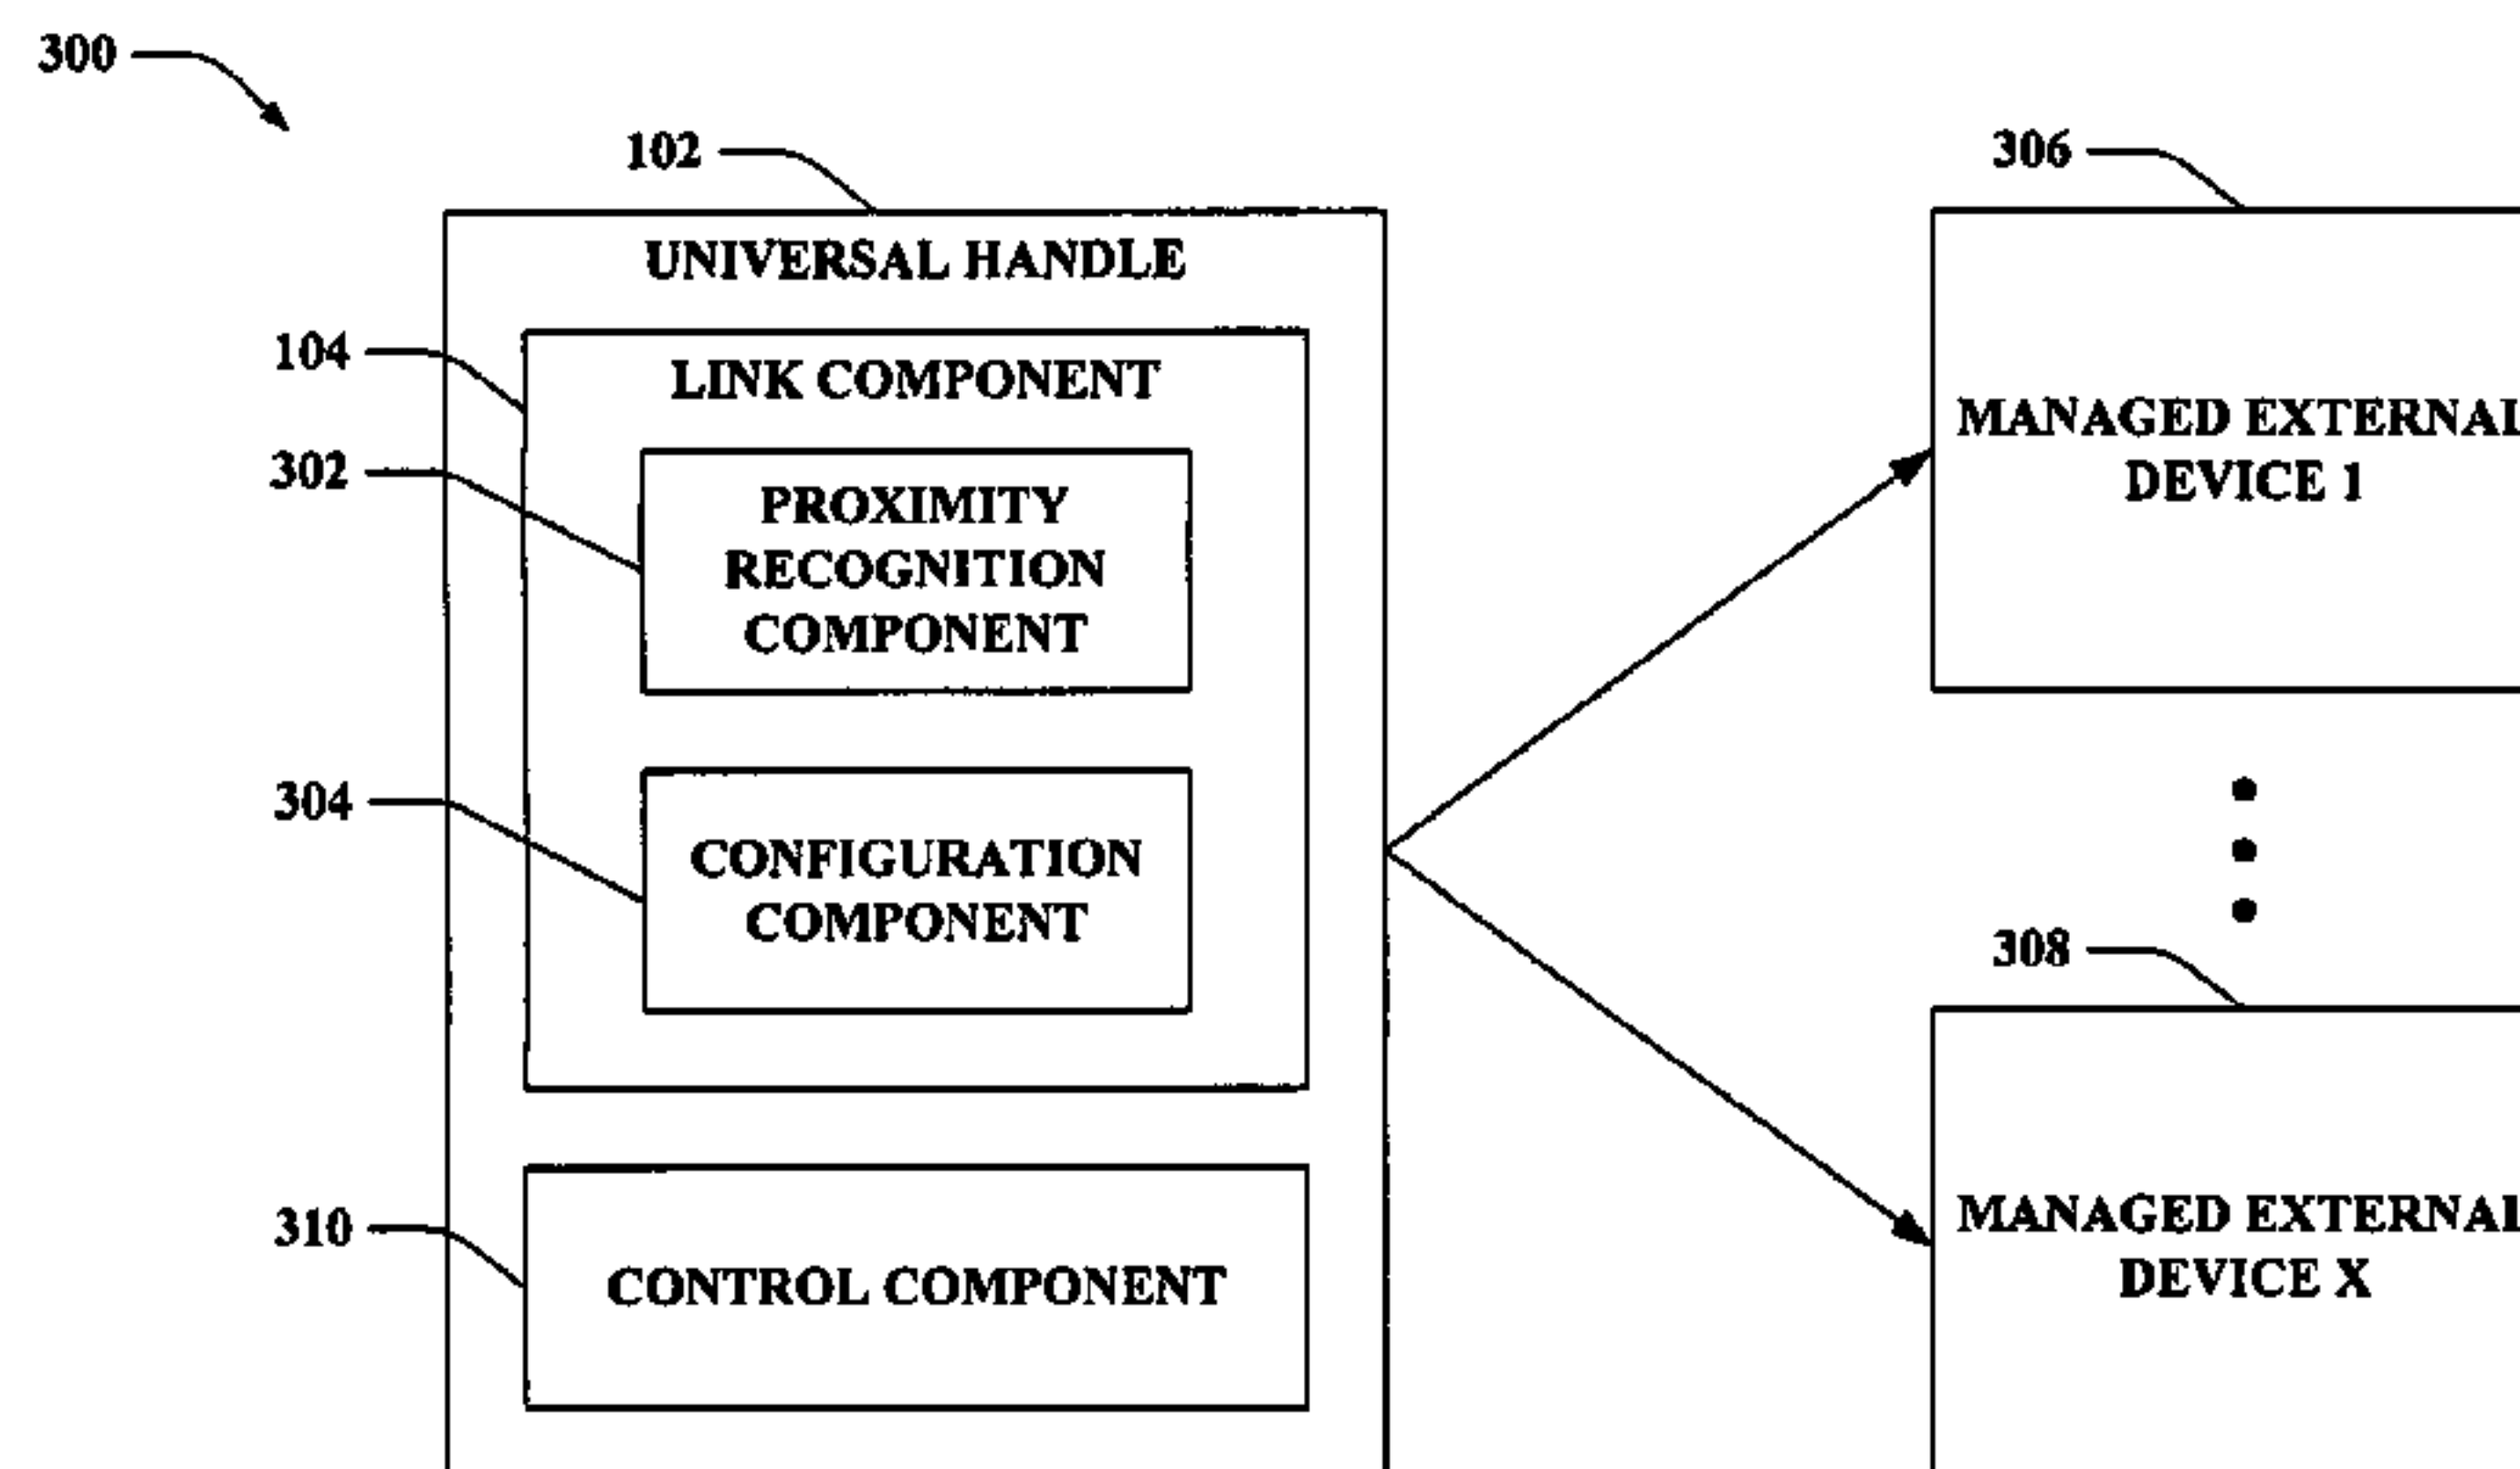 300
102
306
UNIVERSAL HANDLE
104
LINK COMPONENT
302
PROXIMITY
RECOGNITION
COMPONENT
MANAGED EXTERNAL
DEVICE 1
304
CONFIGURATION
COMPONENT
308
310
CONTROL COMPONENT
MANAGED EXTERNAL
DEVICE X